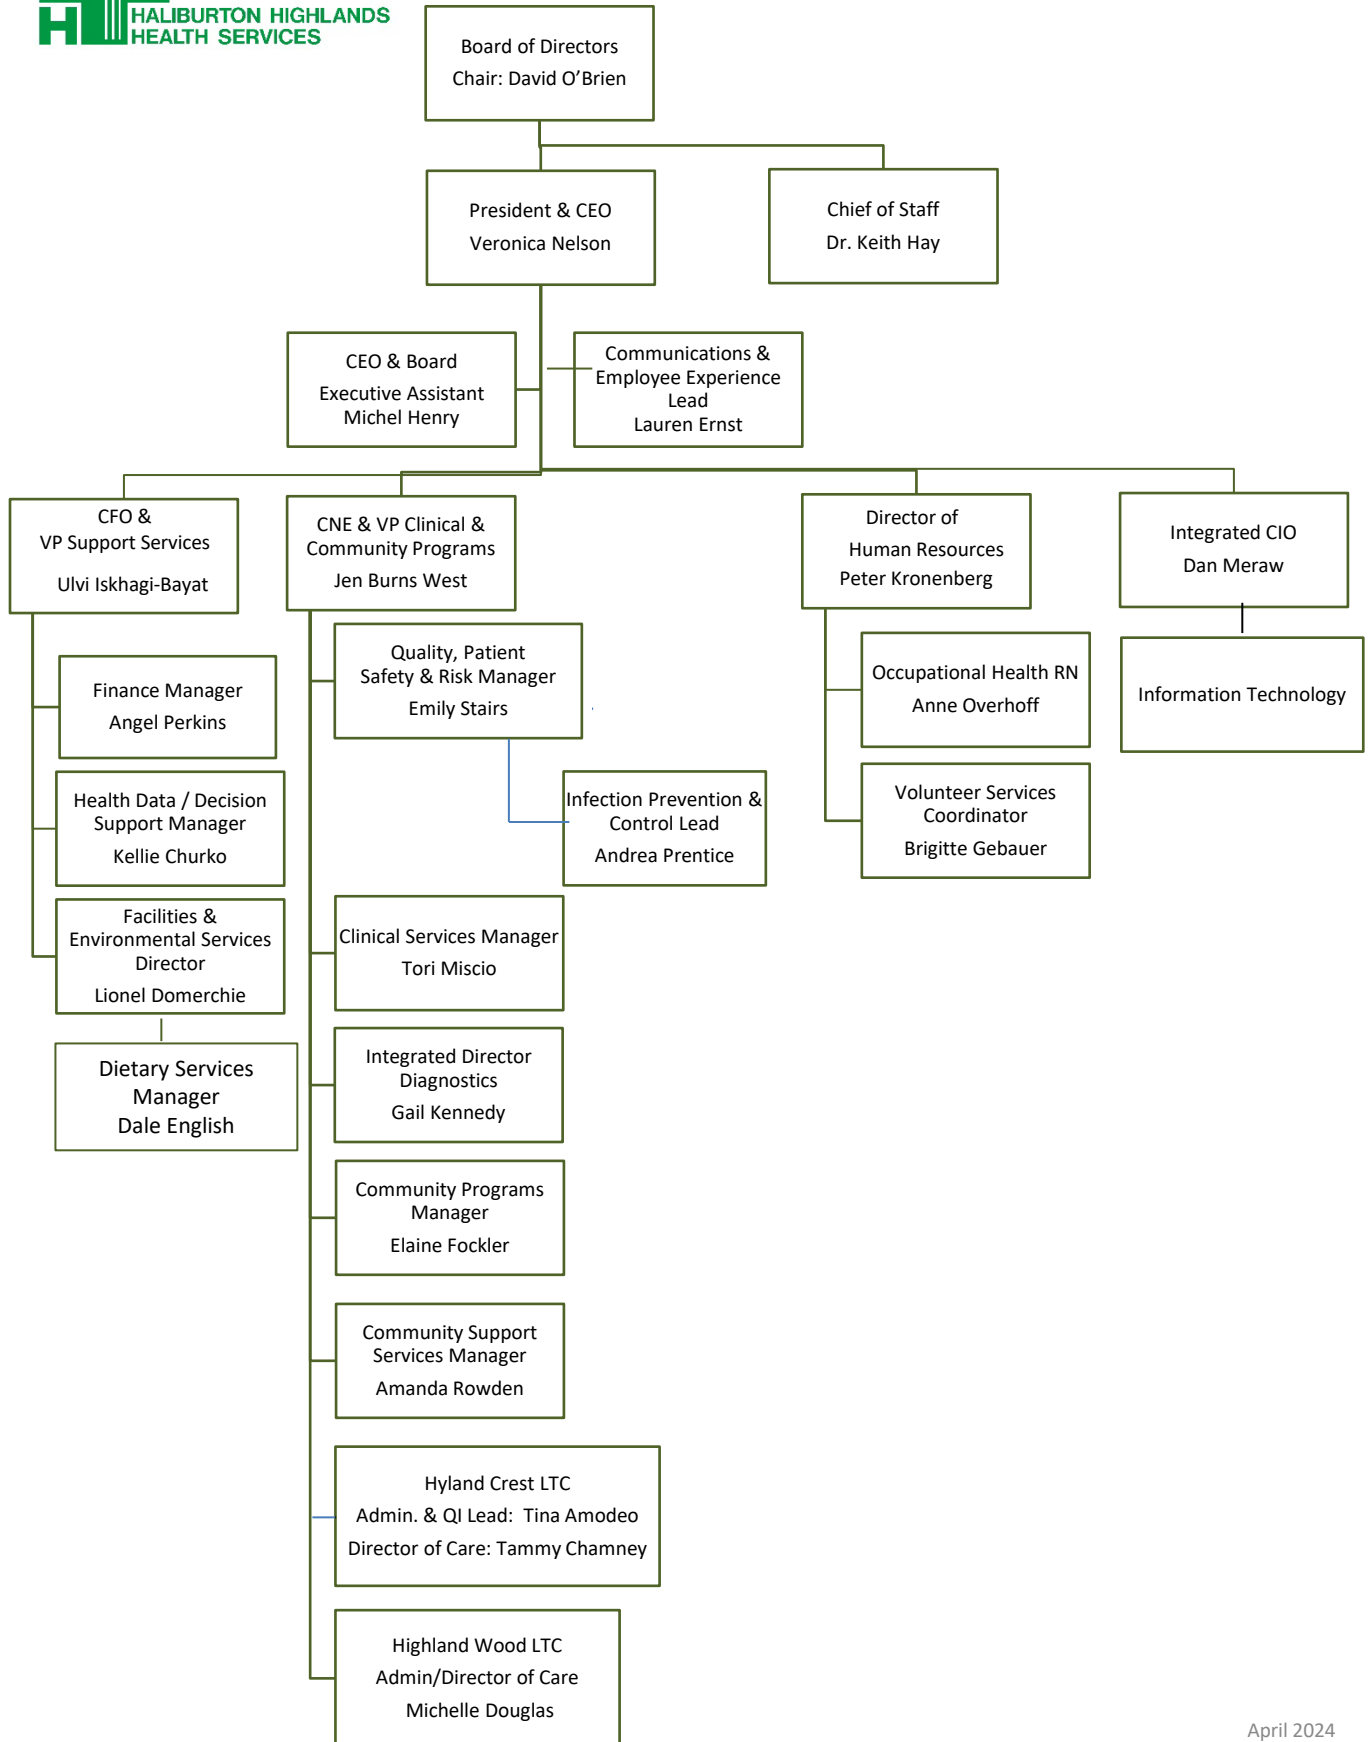 HALIBURTON HIGHLANDS
HEALTH SERVICES
Board of Directors
Chair: David O’Brien
President & CEO
Veronica Nelson
Chief of Staff
Dr. Keith Hay
CEO & Board
Executive Assistant
Michel Henry
Communications &
Employee Experience
Lead
Lauren Ernst
CFO &
VP Support Services
Ulvi Iskhagi-Bayat
CNE & VP Clinical &
Community Programs
Jen Burns West
Director of
Human Resources
Peter Kronenberg
Integrated CIO
Dan Meraw
Finance Manager
Angel Perkins
Health Data / Decision
Support Manager
Kellie Churko
Facilities &
Environmental Services
Director
Lionel Domerchie
Dietary Services
Manager
Dale English
Quality, Patient
Safety & Risk Manager
Emily Stairs
Infection Prevention &
Control Lead
Andrea Prentice
Clinical Services Manager
Tori Miscio
Integrated Director
Diagnostics
Gail Kennedy
Community Programs
Manager
Elaine Fockler
Community Support
Services Manager
Amanda Rowden
Hyland Crest LTC
Admin. & QI Lead:  Tina Amodeo
Director of Care: Tammy Chamney
Highland Wood LTC
Admin/Director of Care
Michelle Douglas
Occupational Health RN
Anne Overhoff
Volunteer Services
Coordinator
Brigitte Gebauer
Information Technology
April 2024